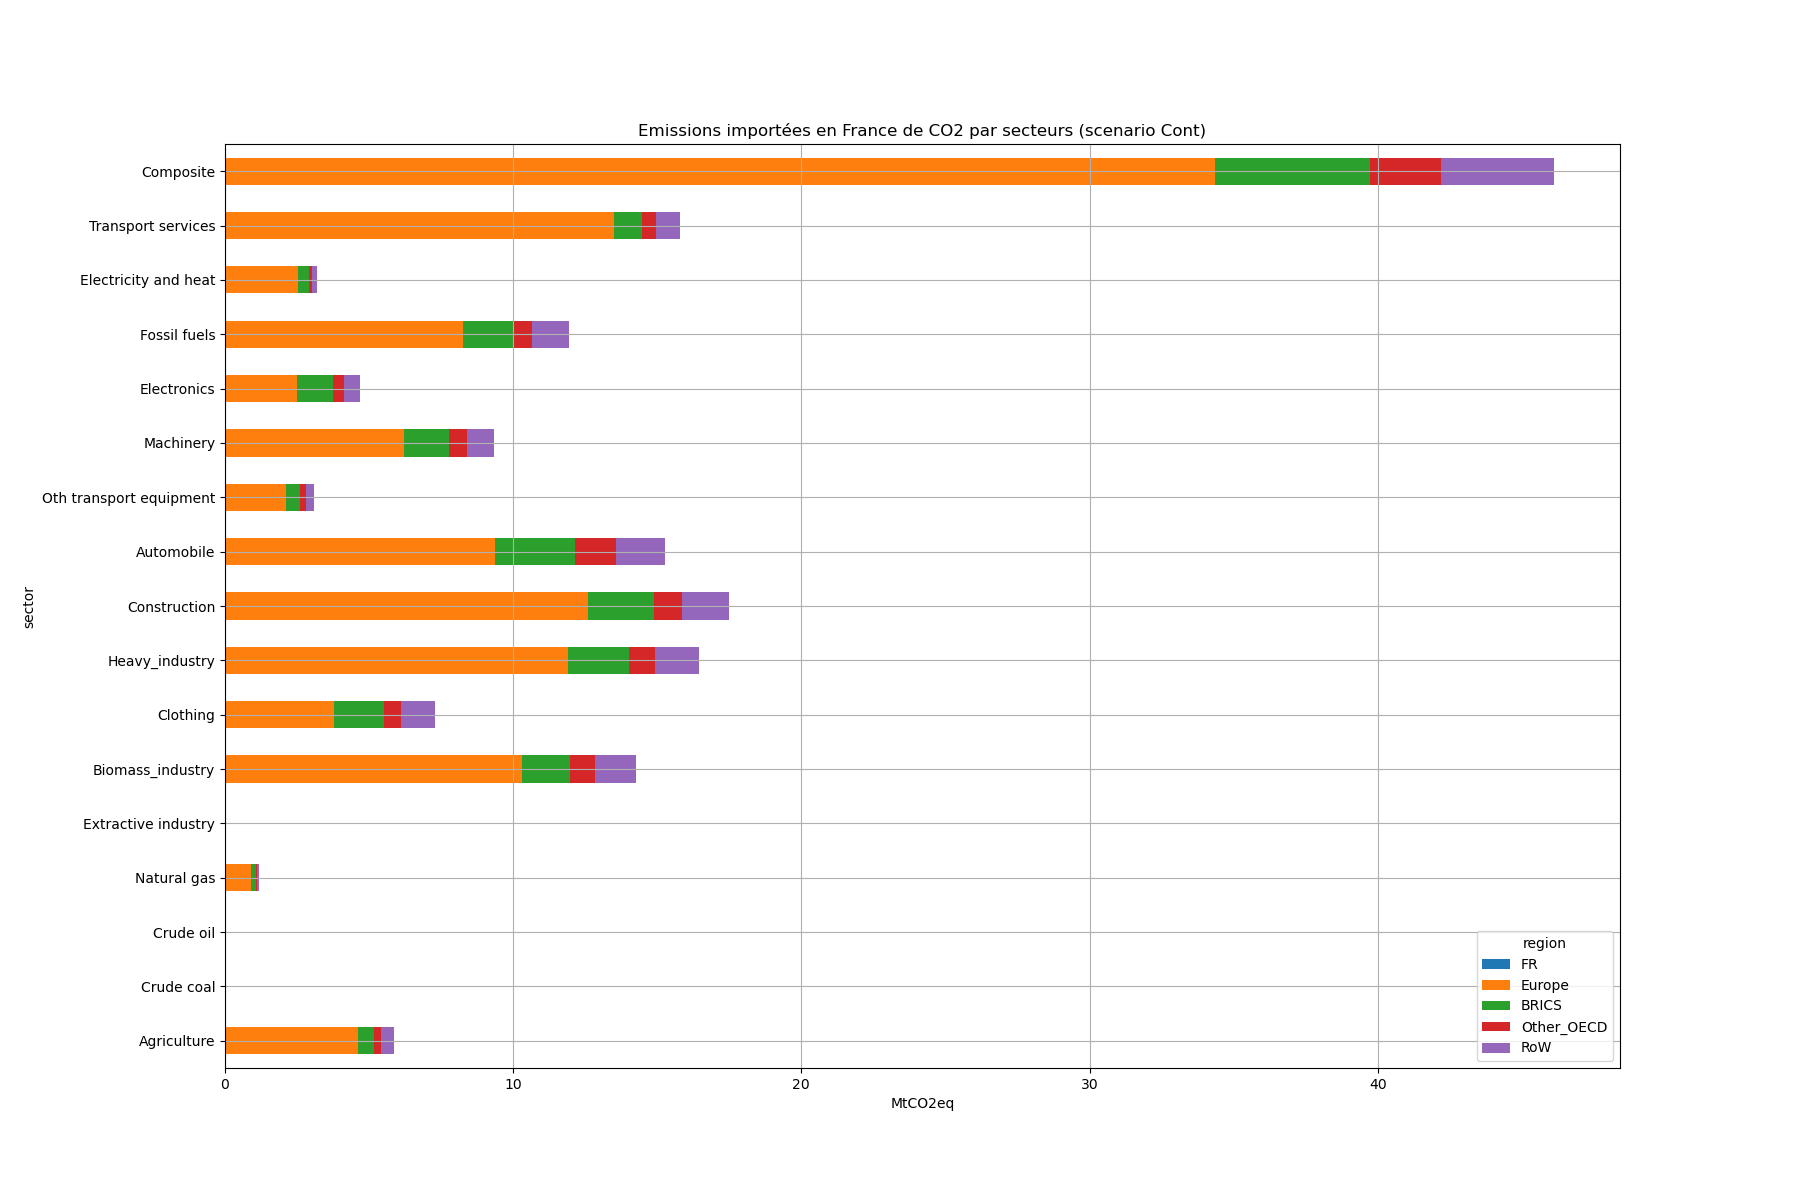 Emissions importées en France de CO2 par secteurs (scenario Cont)
sector
Composite
Transport services
Electricity and heat
Fossil fuels
Electronics
Machinery
Oth transport equipment
Automobile
Construction
Heavy_industry
Clothing
Biomass_industry
Extractive industry
Natural gas
Crude oil
Crude coal
Agriculture
region
FR
Europe
BRICS
Other_OECD
RoW
0 10 20 30 40
MtCO2eq